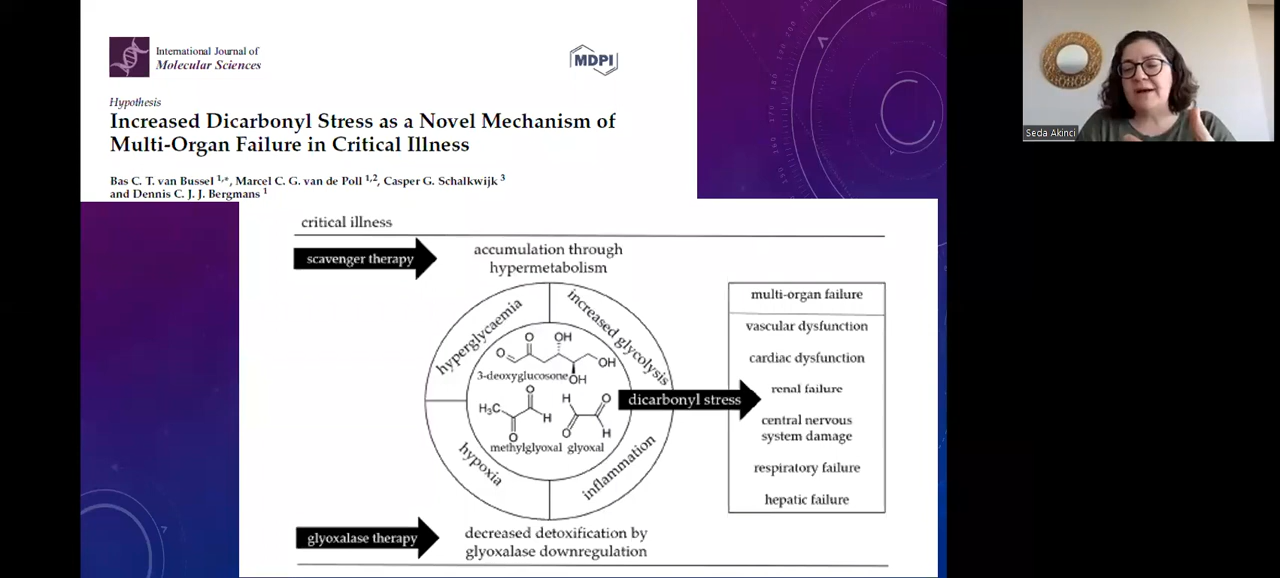 International Journal of
Molecular Sciences
MDPI
Hypothesis
Increased Dicarbonyl Stress as a Novel Mechanism of
Multi-Organ Failure in Critical Illness
Bas C. T. van Bussel 1,*, Marcel C. G. van de Poll 1,2, Casper G. Schalkwijk 3
and Dennis C. J. J. Bergmans 1
Seda Akinci
critical illness
scavenger therapy
accumulation through
hypermetabolism
hyperglycaemia
increased glycolysis
O
OH
O
OH
3-deoxyglucosone
OH
O
H
O
H₃C
H
O
O
H
methylglyoxal glyoxal
hypoxia
inflammation
dicarbonyl stress
multi-organ failure
vascular dysfunction
cardiac dysfunction
renal failure
central nervous
system damage
respiratory failure
hepatic failure
glyoxalase therapy
decreased detoxification by
glyoxalase downregulation